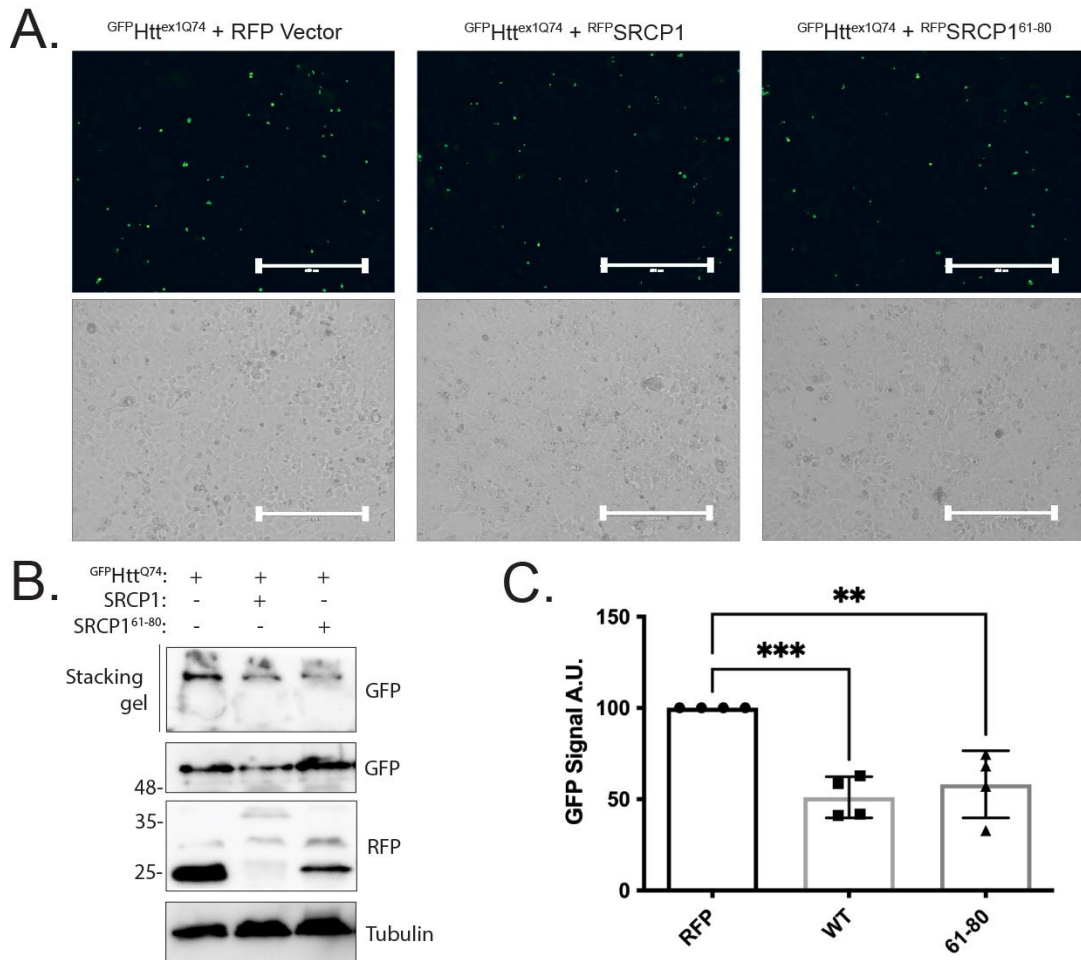 A.
GFPHttex1Q74 + RFP Vector
GFPHttex1Q74 + RFPSRCP1
GFPHttex1Q74 + RFPSRCP161-80
B.
GFPHttQ74: + + +
SRCP1: - + -
SRCP161-80: - - +
Stacking gel
GFP
48-
GFP
35-
25-
RFP
Tubulin
C.
GFP Signal A.U.
150
100
50
0
**
***
RFP
WT
61-80